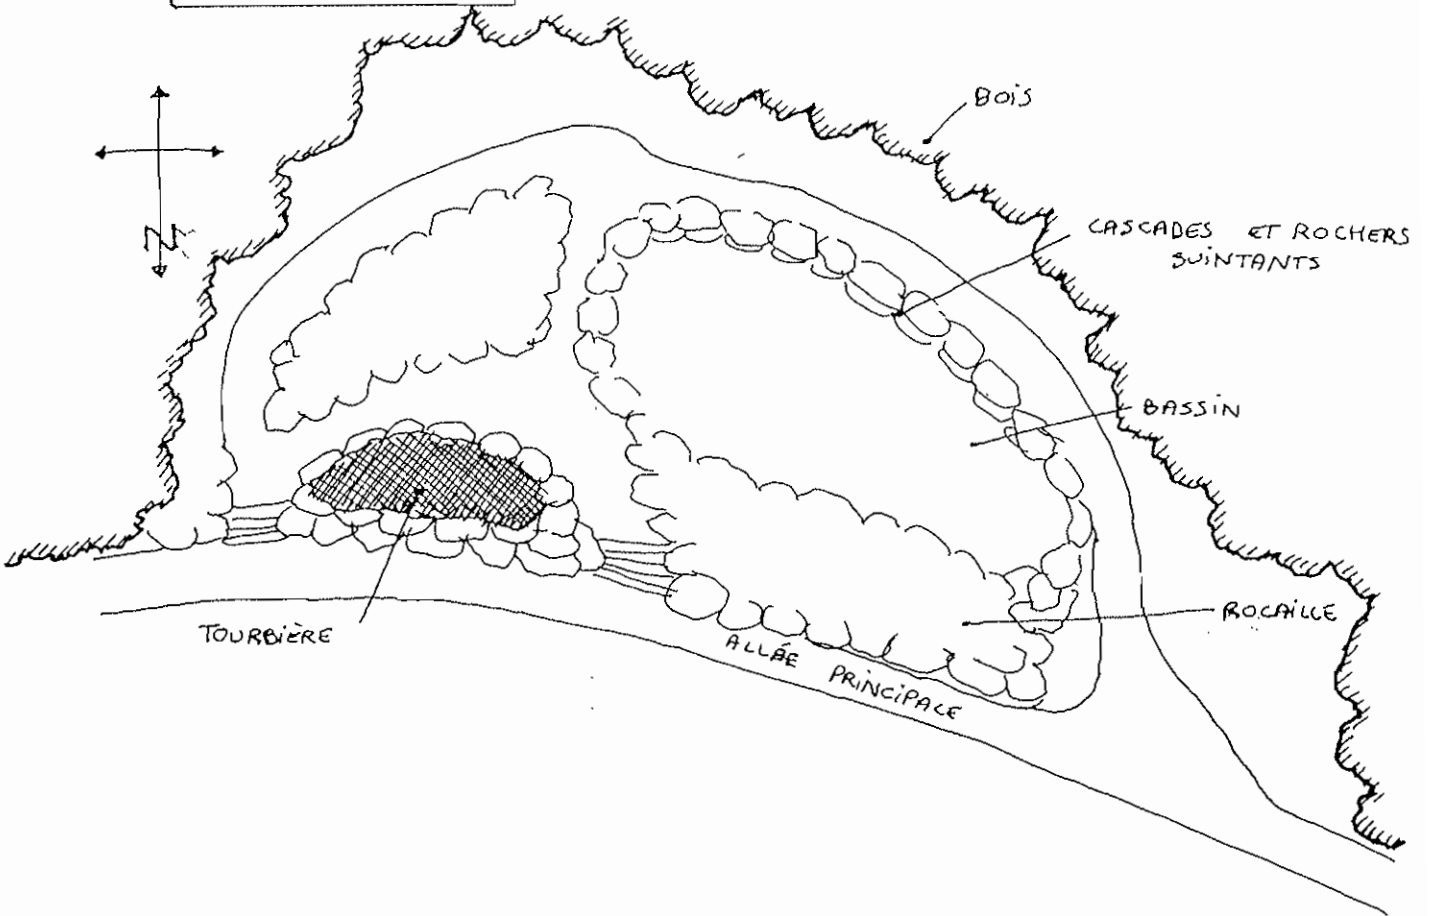 BOIS
CASCADES ET ROCHERS
SUINTANTS
N
BASSIN
ROCAILLE
TOURBIÈRE
ALLÉE PRINCIPALE